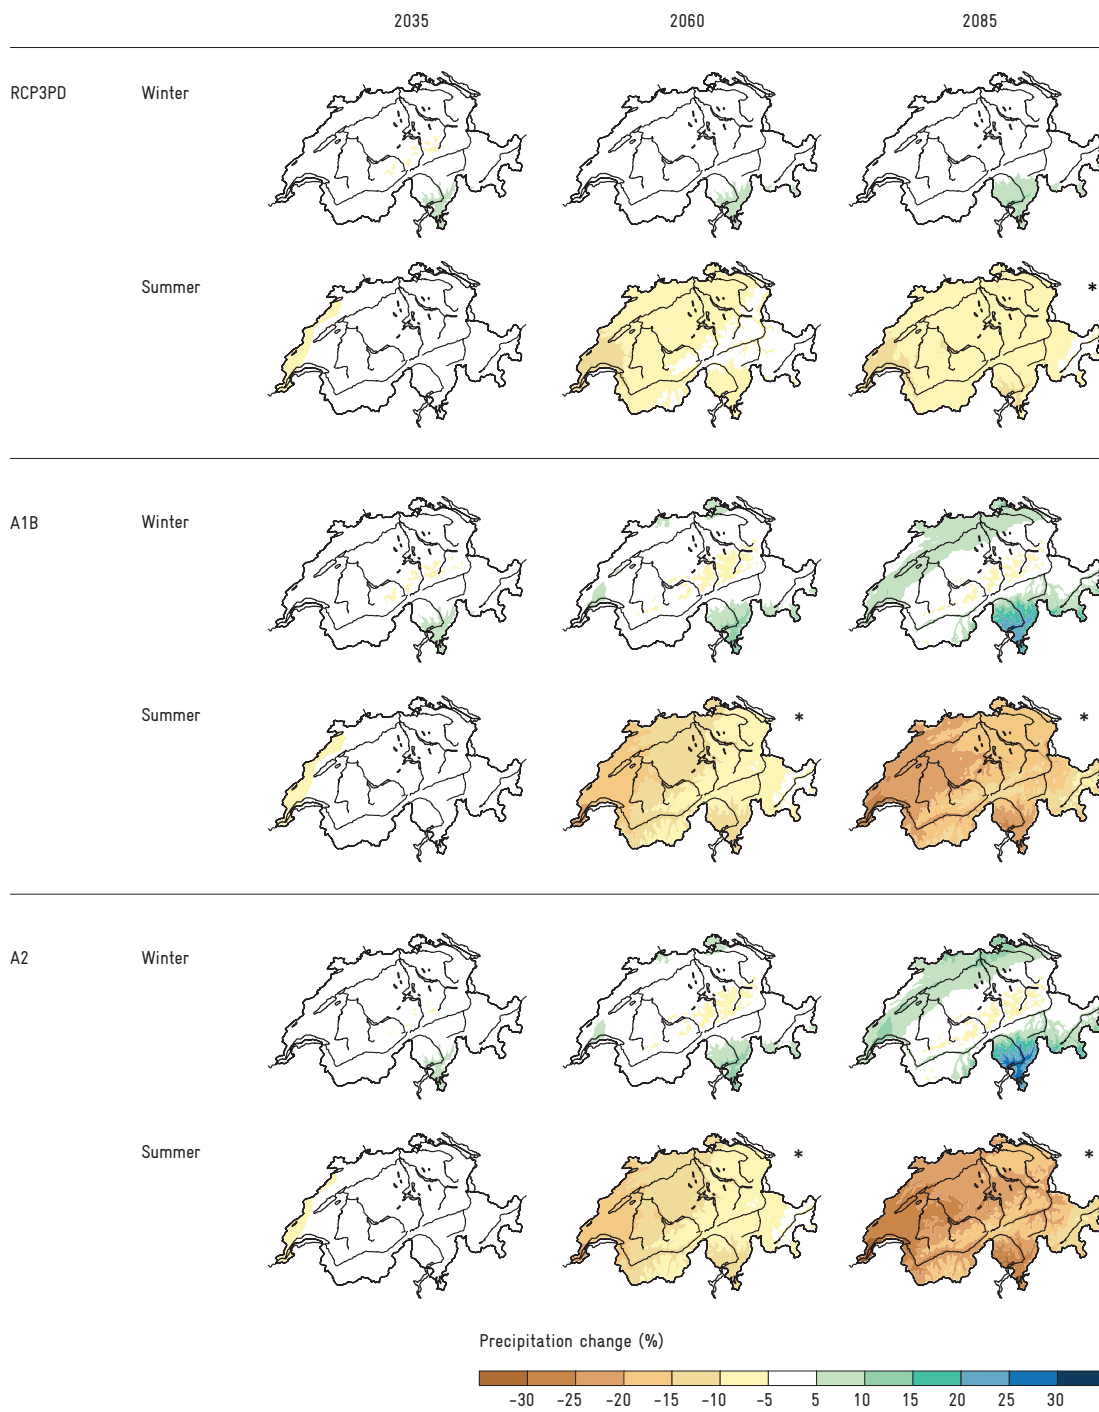 2035 2060 2085
RCP3PD Winter
Summer *
A1B Winter
Summer * *
A2 Winter
Summer * *
Precipitation change (%)
-30 -25 -20 -15 -10 -5 5 10 15 20 25 30